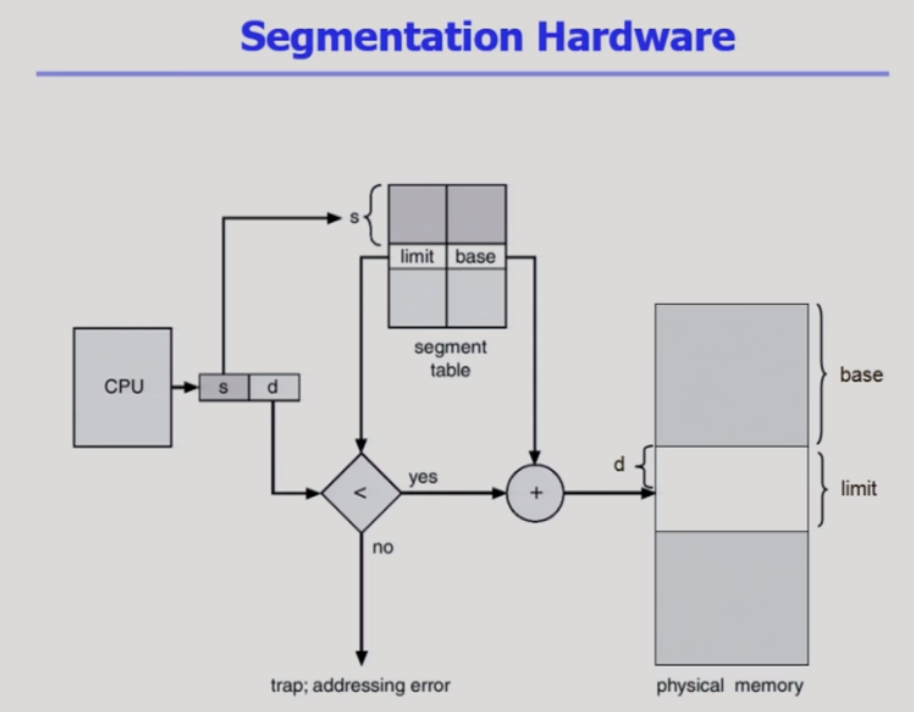 Segmentation Hardware
s
limit base
segment
table
CPU
s d
base
d
limit
<
yes
+
no
trap; addressing error
physical memory